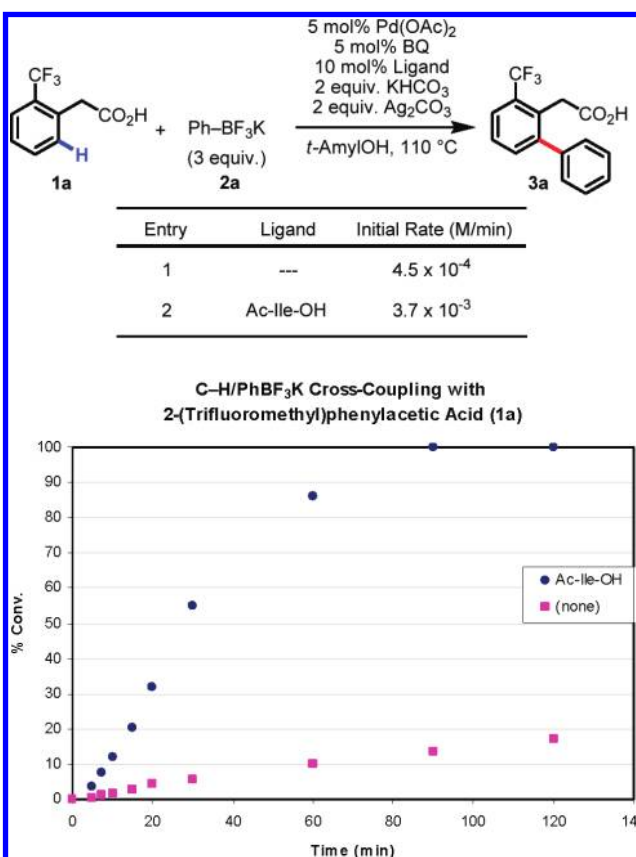 5 mol% Pd(OAc)2
5 mol% BQ
10 mol% Ligand
2 equiv. KHCO3
2 equiv. Ag2CO3
t-AmylOH, 110 °C
CF3
CO2H
H
1a
+
Ph–BF3K
(3 equiv.)
2a
CF3
CO2H
3a
Entry Ligand Initial Rate (M/min)
1 --- 4.5 x 10-4
2 Ac-Ile-OH 3.7 x 10-3
C–H/PhBF3K Cross-Coupling with
2-(Trifluoromethyl)phenylacetic Acid (1a)
% Conv.
100
90
80
70
60
50
40
30
20
10
0
Ac-Ile-OH
(none)
0 20 40 60 80 100 120 14
Time (min)